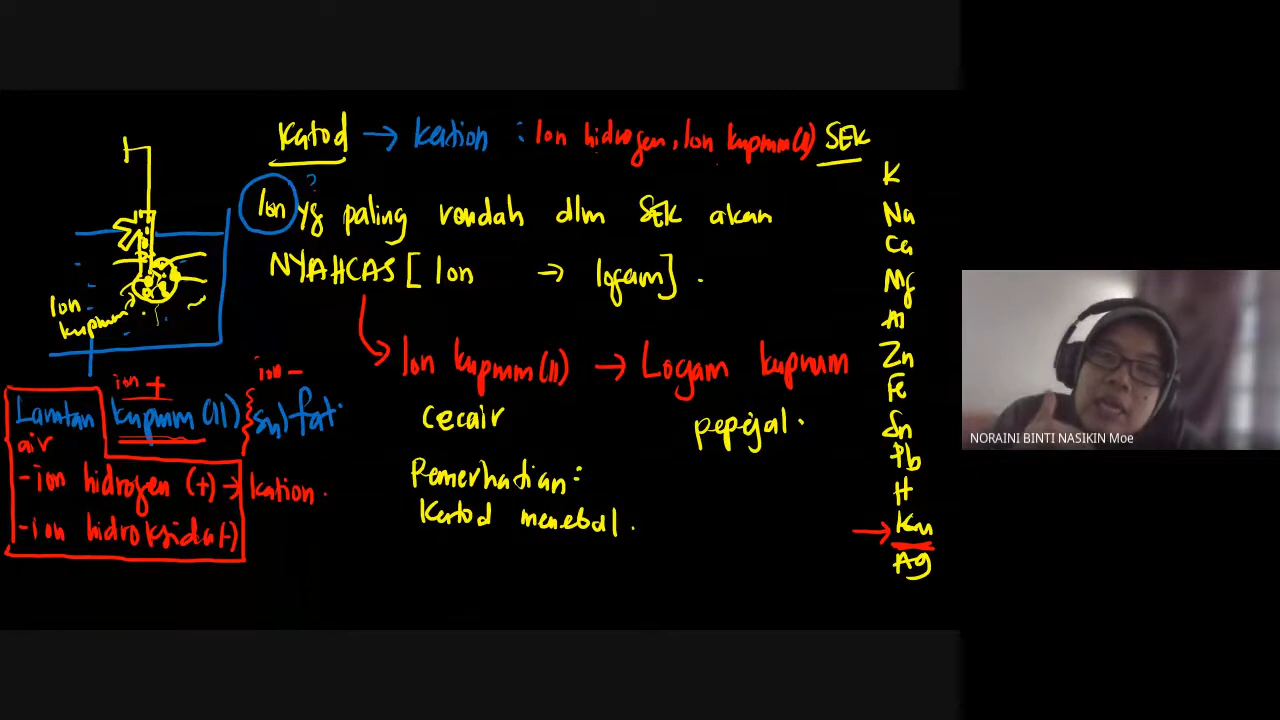 Katod → kation : Ion hidrogen, Ion kuprum(II) SEK
?
Ion yg paling rendah dlm SEK akan
NYAHCAS [ Ion → logam] .
Ion kuprum(II) → Logam kuprum
cecair pepejal.
Pemerhatian :
Katod menebal .
Ion
kuprum
ion + ion -
Larutan kuprum (II) sulfat.
air
- ion hidrogen (+) → kation .
- ion hidroksida(-)
K
Na
Ca
Mg
Al
Zn
Fe
Sn
Pb
H
→ Ku
Ag
NORAINI BINTI NASIKIN Moe